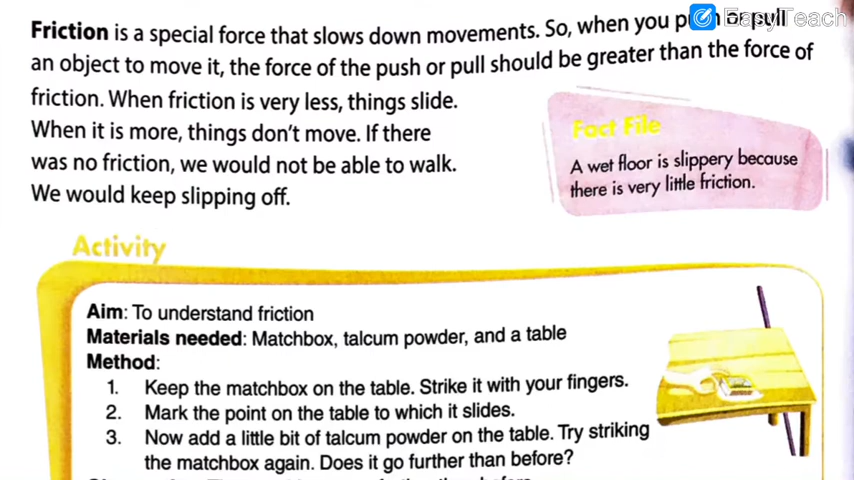 Friction is a special force that slows down movements. So, when you push or pull
EasyTeach
an object to move it, the force of the push or pull should be greater than the force of
friction. When friction is very less, things slide.
When it is more, things don't move. If there
was no friction, we would not be able to walk.
We would keep slipping off.
Fact File
A wet floor is slippery because
there is very little friction.
Activity
Aim: To understand friction
Materials needed: Matchbox, talcum powder, and a table
Method:
1. Keep the matchbox on the table. Strike it with your fingers.
2. Mark the point on the table to which it slides.
3. Now add a little bit of talcum powder on the table. Try striking
the matchbox again. Does it go further than before?